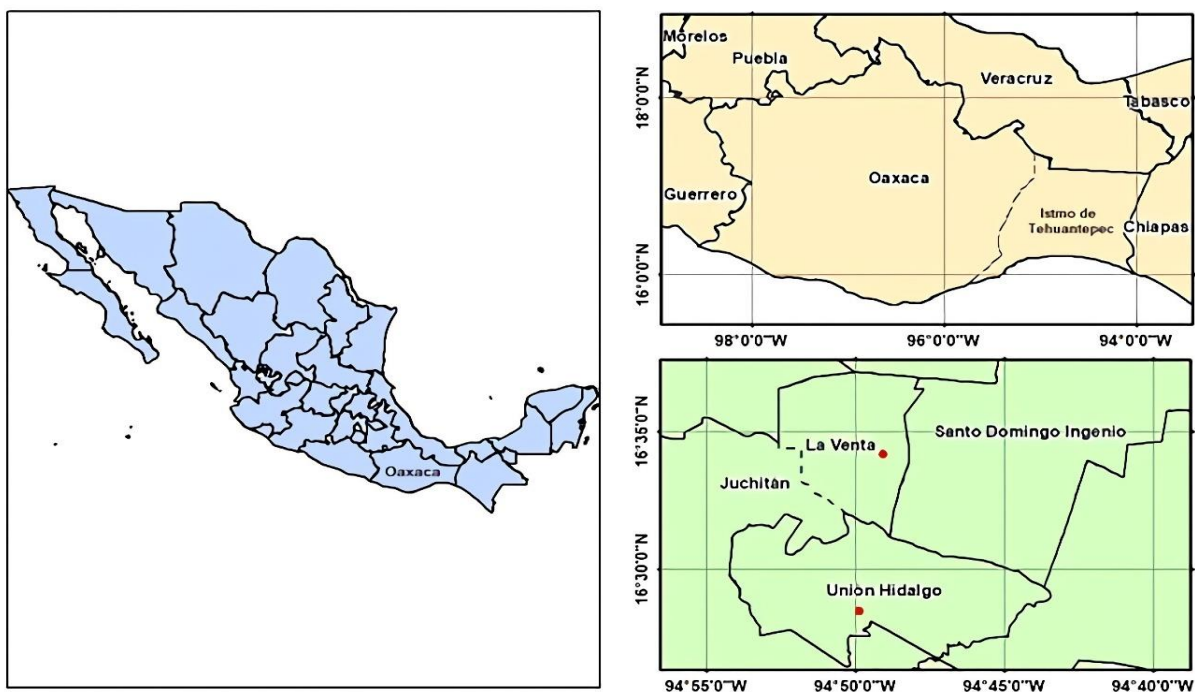 Oaxaca
Morelos
Puebla
Veracruz
Tabasco
Oaxaca
Guerrero
Istmo de
Tehuantepec
Chiapas
18°0'0"N
16°0'0"N
98°0'0"W
96°0'0"W
94°0'0"W
La Venta
Santo Domingo Ingenio
Juchitán
Unión Hidalgo
16°35'0"N
16°30'0"N
94°55'0"W
94°50'0"W
94°45'0"W
94°40'0"W